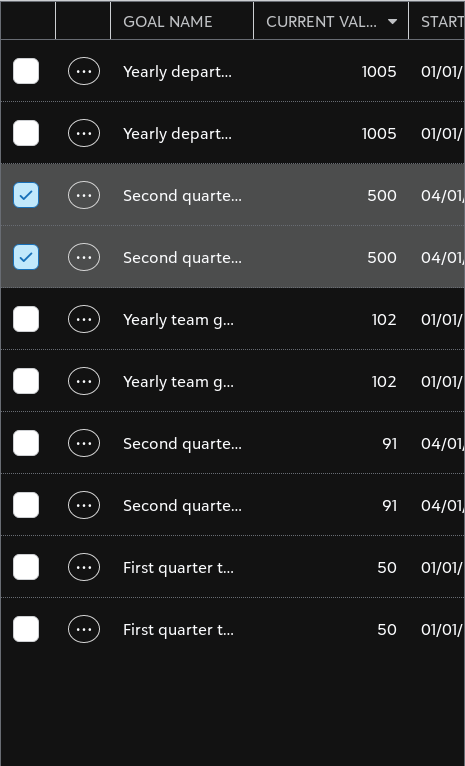 GOAL NAME CURRENT VAL... START
Yearly depart... 1005 01/01/
Yearly depart... 1005 01/01/
Second quarte... 500 04/01/
Second quarte... 500 04/01/
Yearly team g... 102 01/01/
Yearly team g... 102 01/01/
Second quarte... 91 04/01/
Second quarte... 91 04/01/
First quarter t... 50 01/01/
First quarter t... 50 01/01/